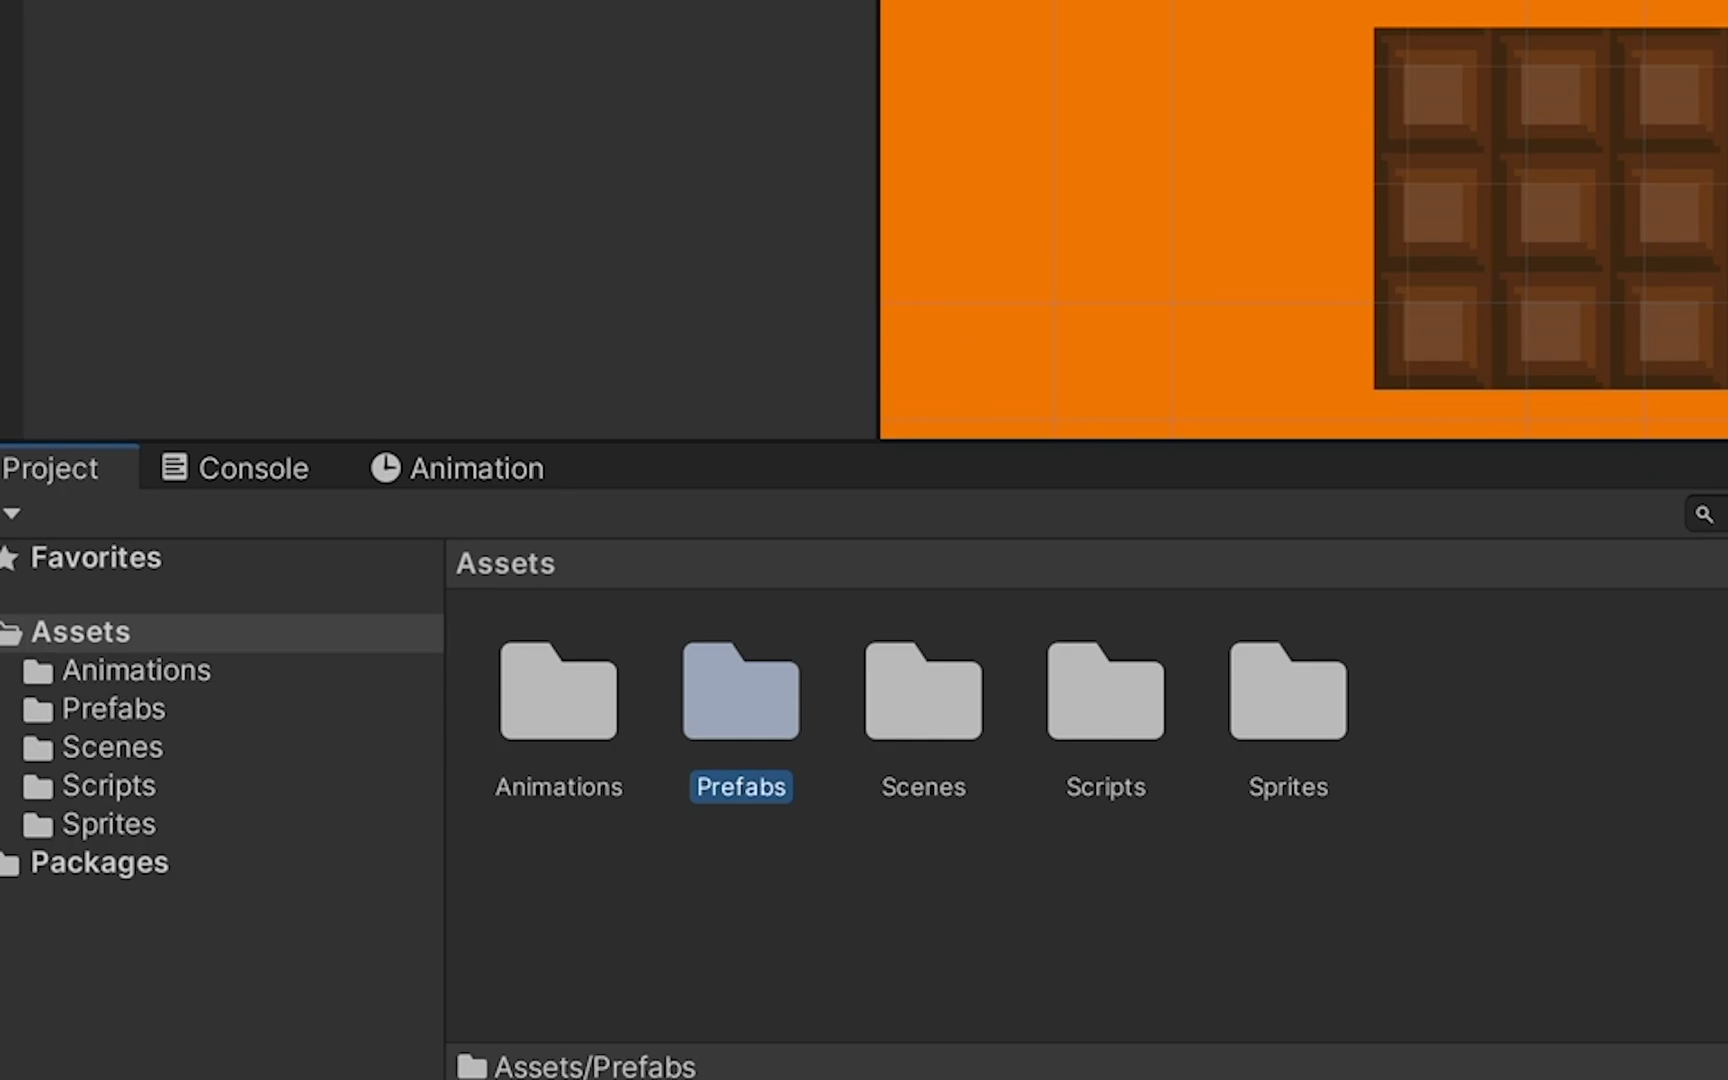 Project
Console
Animation
Favorites
Assets
Animations
Prefabs
Scenes
Scripts
Sprites
Packages
Assets
Animations
Prefabs
Scenes
Scripts
Sprites
Assets/Prefabs